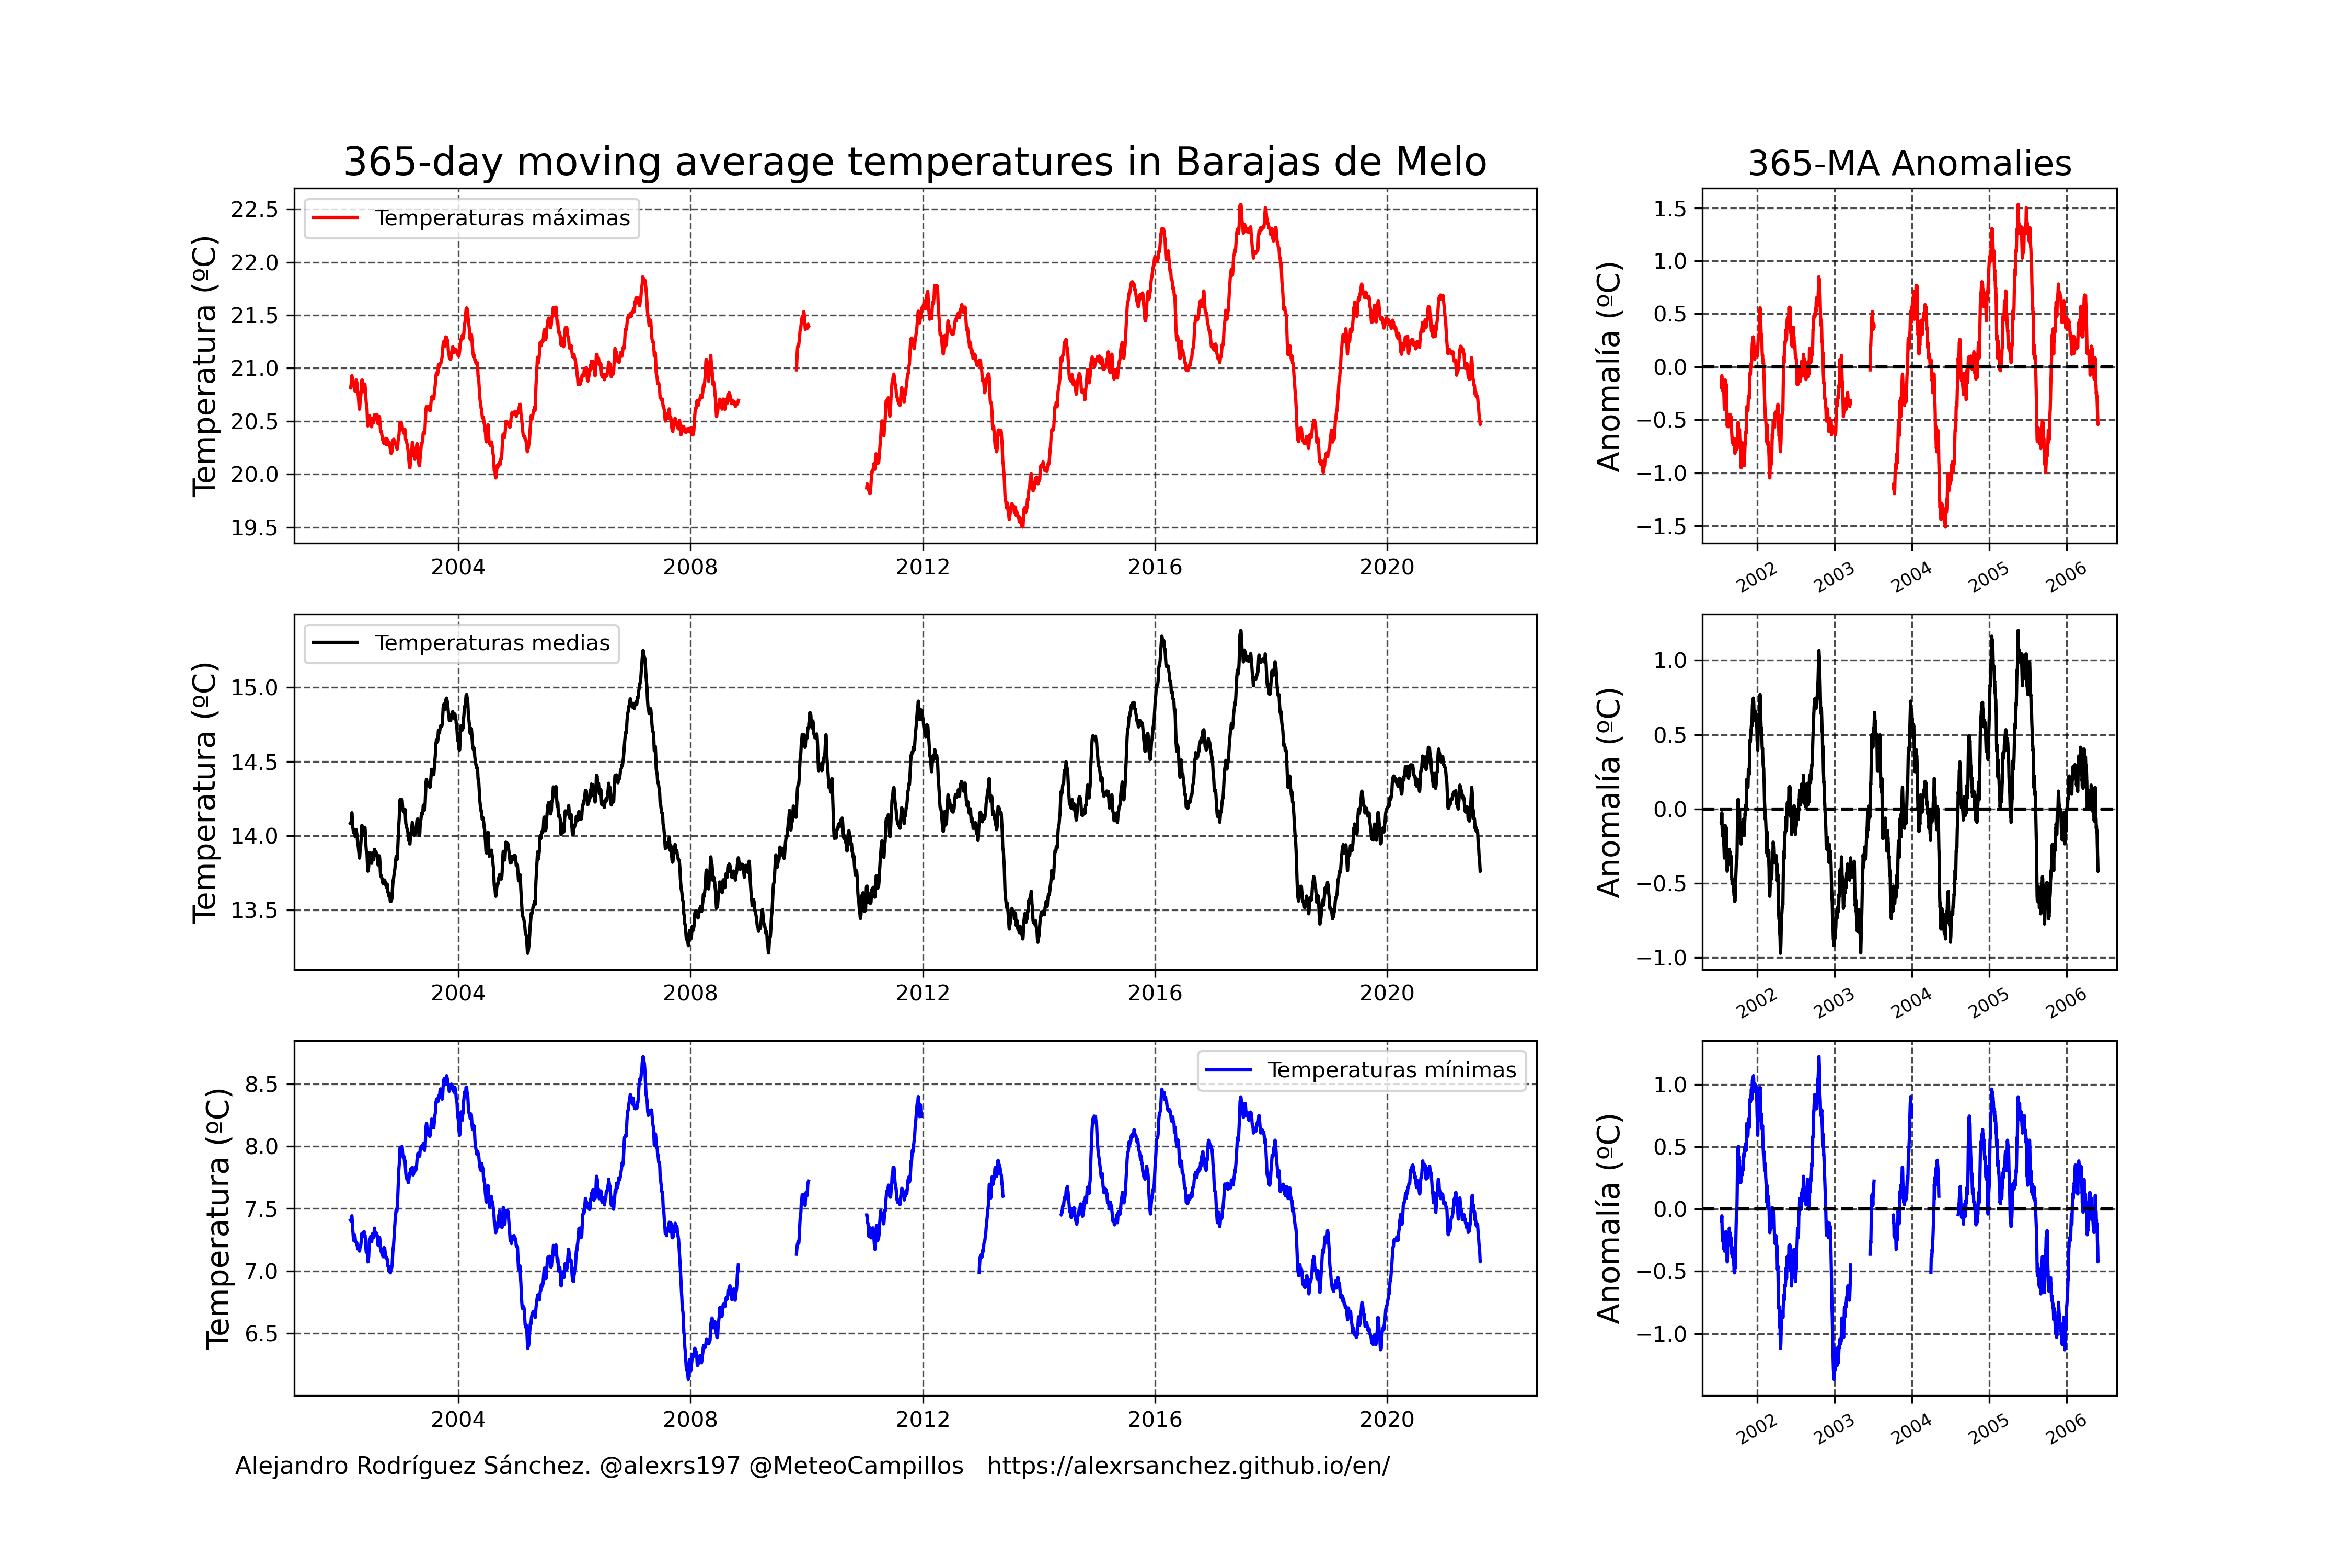 365-day moving average temperatures in Barajas de Melo
365-MA Anomalies
Temperatura (ºC)
22.5
22.0
21.5
21.0
20.5
20.0
19.5
Temperaturas máximas
2004 2008 2012 2016 2020
Anomalía (ºC)
1.5
1.0
0.5
0.0
−0.5
−1.0
−1.5
2002 2003 2004 2005 2006
Temperatura (ºC)
15.0
14.5
14.0
13.5
Temperaturas medias
2004 2008 2012 2016 2020
Anomalía (ºC)
1.0
0.5
0.0
−0.5
−1.0
2002 2003 2004 2005 2006
Temperatura (ºC)
8.5
8.0
7.5
7.0
6.5
Temperaturas mínimas
2004 2008 2012 2016 2020
Anomalía (ºC)
1.0
0.5
0.0
−0.5
−1.0
2002 2003 2004 2005 2006
Alejandro Rodríguez Sánchez. @alexrs197 @MeteoCampillos https://alexrsanchez.github.io/en/